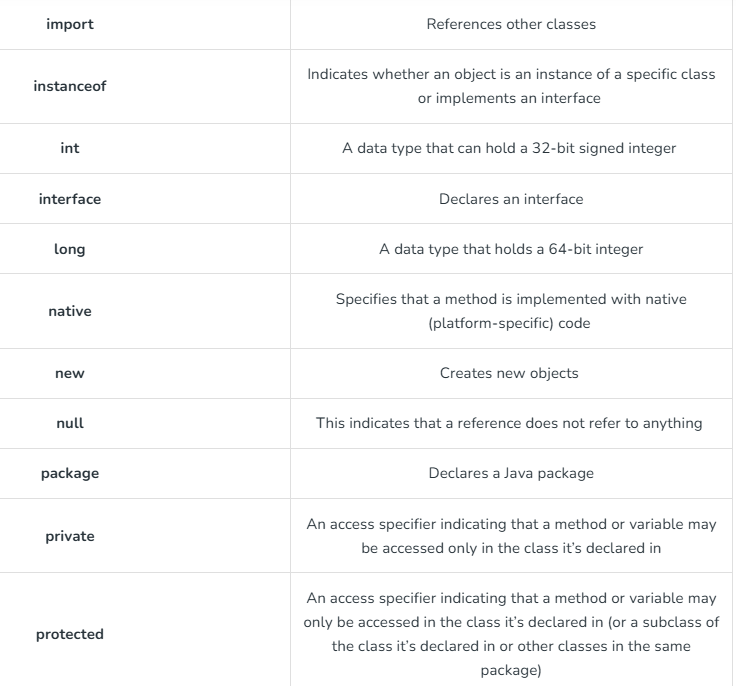 import
References other classes
instanceof
Indicates whether an object is an instance of a specific class
or implements an interface
int
A data type that can hold a 32-bit signed integer
interface
Declares an interface
long
A data type that holds a 64-bit integer
native
Specifies that a method is implemented with native
(platform-specific) code
new
Creates new objects
null
This indicates that a reference does not refer to anything
package
Declares a Java package
private
An access specifier indicating that a method or variable may
be accessed only in the class it’s declared in
protected
An access specifier indicating that a method or variable may
only be accessed in the class it’s declared in (or a subclass of
the class it’s declared in or other classes in the same
package)